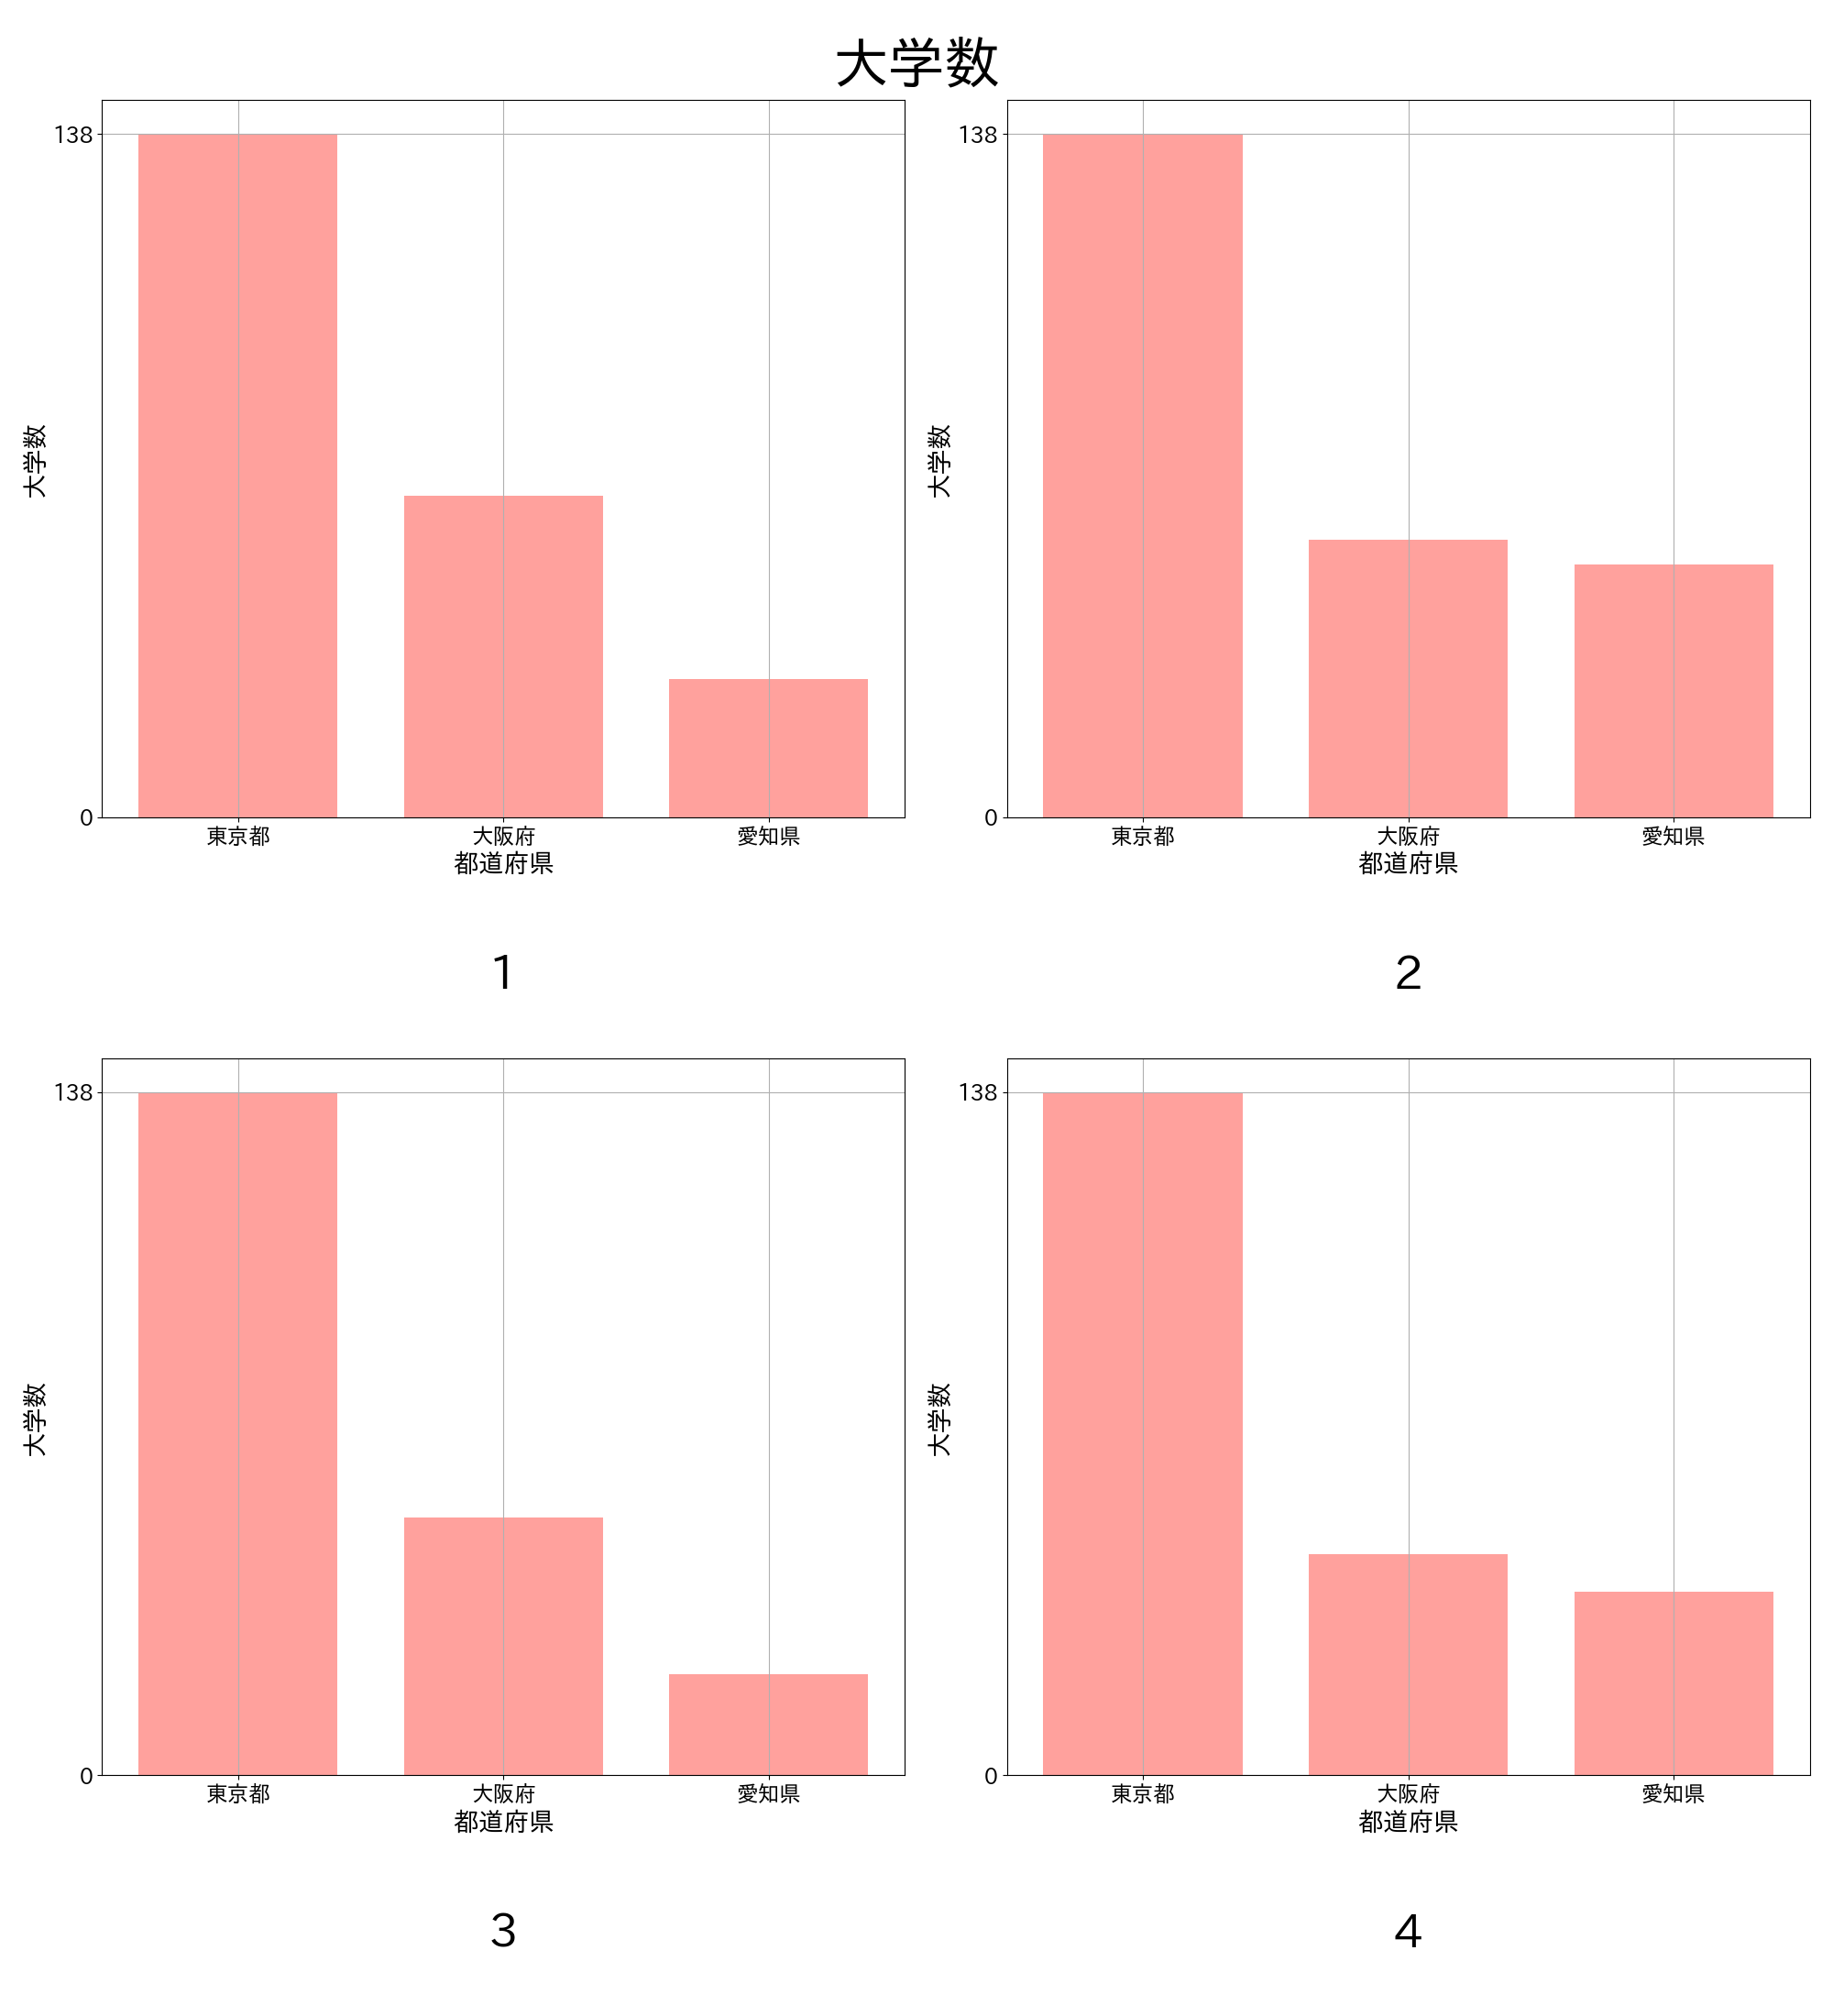 大学数
138
0
大学数
東京都 大阪府 愛知県
都道府県
1
138
0
大学数
東京都 大阪府 愛知県
都道府県
2
138
0
大学数
東京都 大阪府 愛知県
都道府県
3
138
0
大学数
東京都 大阪府 愛知県
都道府県
4